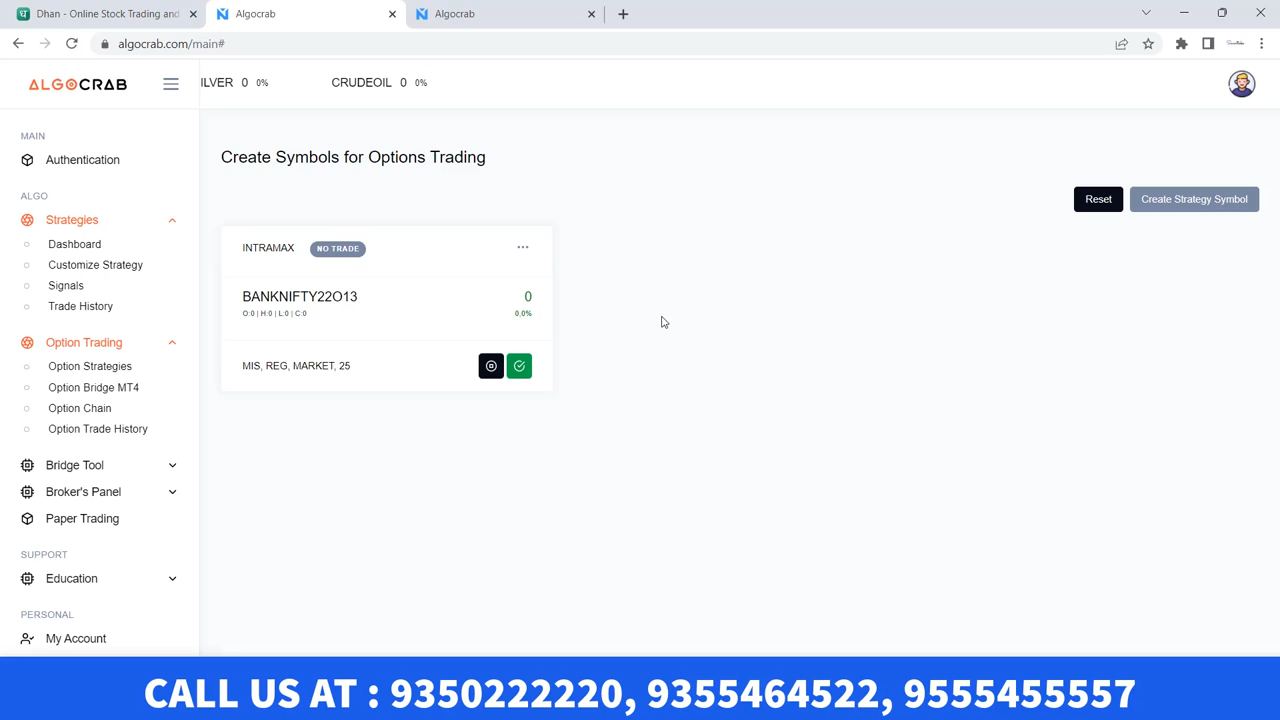 Dhan - Online Stock Trading and
Algocrab
Algocrab
algocrab.com/main#
ALGOCRAB
ILVER 0 0%
CRUDEOIL 0 0%
MAIN
Authentication
ALGO
Strategies
Dashboard
Customize Strategy
Signals
Trade History
Option Trading
Option Strategies
Option Bridge MT4
Option Chain
Option Trade History
Bridge Tool
Broker's Panel
Paper Trading
SUPPORT
Education
PERSONAL
My Account
Create Symbols for Options Trading
Reset
Create Strategy Symbol
INTRAMAX NO TRADE
BANKNIFTY22O13 0
O:0 | H:0 | L:0 | C:0 0,0%
MIS, REG, MARKET, 25
CALL US AT : 9350222220, 9355464522, 9555455557